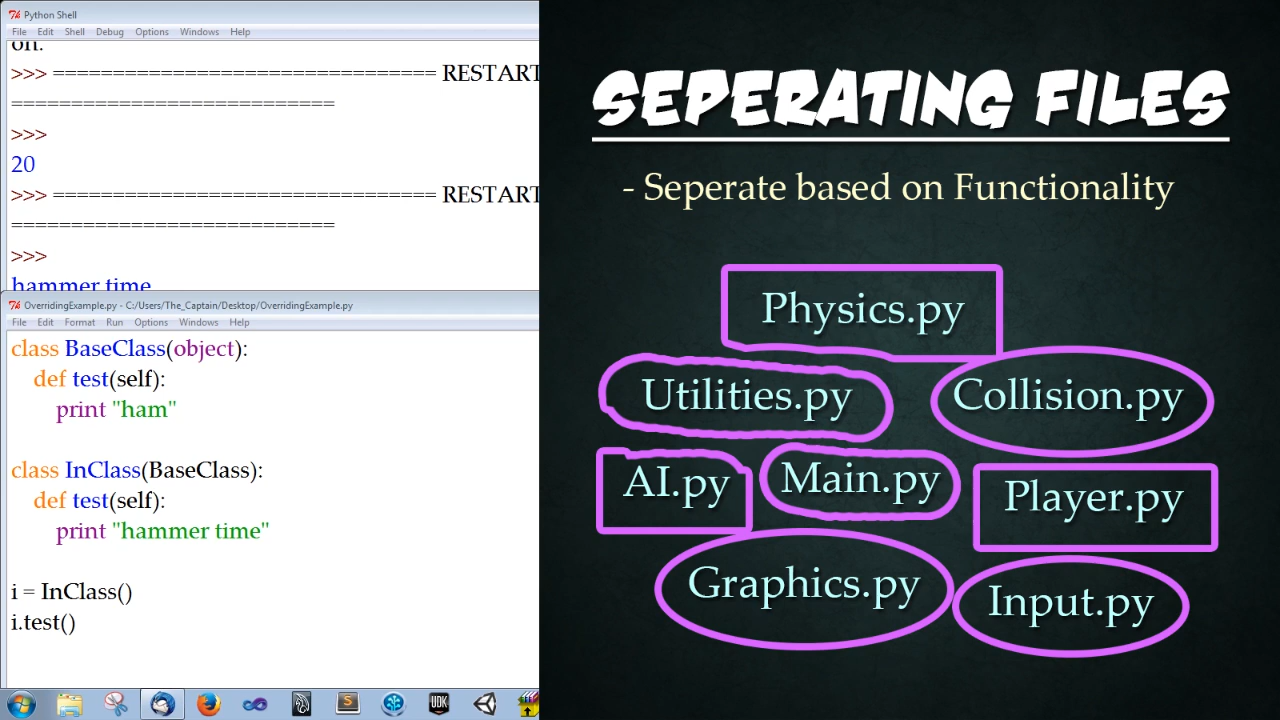 Python Shell
File Edit Shell Debug Options Windows Help
>>> ================================ RESTART
===========================
>>>
20
>>> ================================ RESTART
===========================
>>>
hammer time
OverridingExample.py - C:/Users/The_Captain/Desktop/OverridingExample.py
File Edit Format Run Options Windows Help
class BaseClass(object):
    def test(self):
        print "ham"
class InClass(BaseClass):
    def test(self):
        print "hammer time"
i = InClass()
i.test()
UDK
SEPERATING FILES
- Seperate based on Functionality
Physics.py
Utilities.py
Collision.py
AI.py
Main.py
Player.py
Graphics.py
Input.py